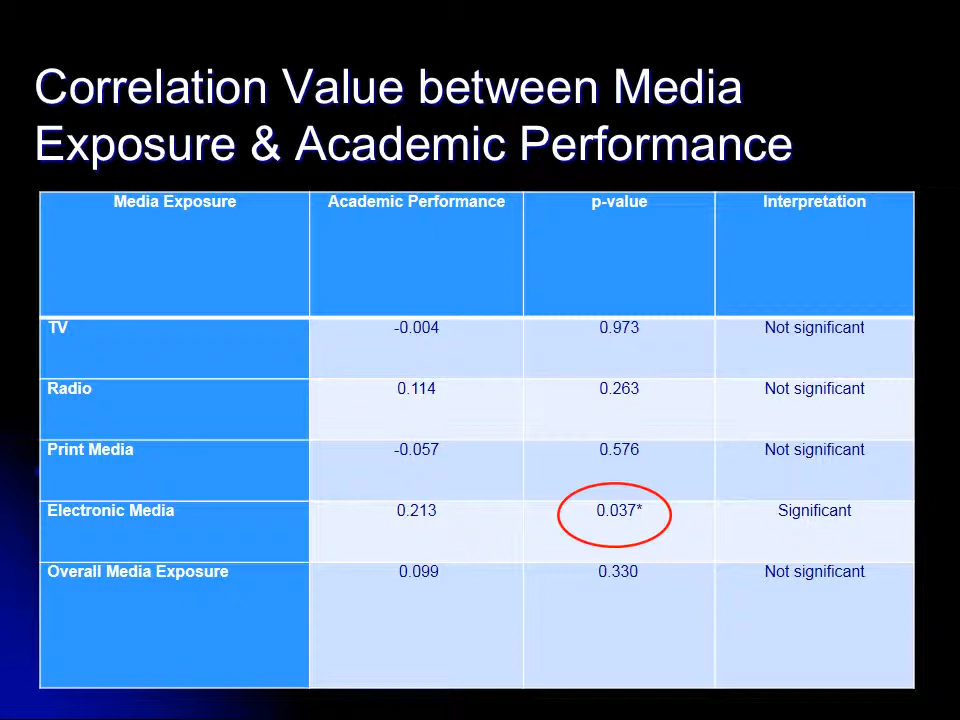 Correlation Value between Media
Exposure & Academic Performance
Media Exposure Academic Performance p-value Interpretation
TV -0.004 0.973 Not significant
Radio 0.114 0.263 Not significant
Print Media -0.057 0.576 Not significant
Electronic Media 0.213 0.037* Significant
Overall Media Exposure 0.099 0.330 Not significant